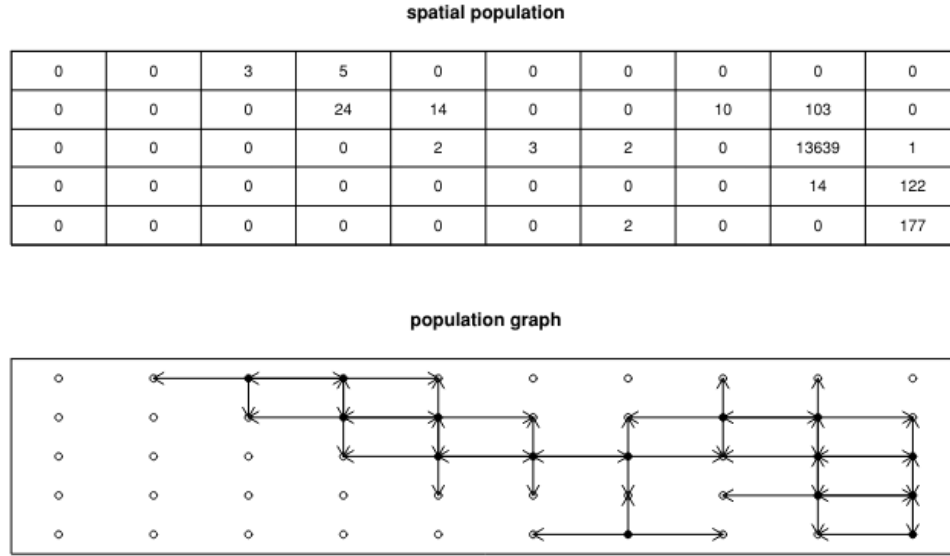 spatial population
0 0 3 5 0 0 0 0 0 0
0 0 0 24 14 0 0 10 103 0
0 0 0 0 2 3 2 0 13639 1
0 0 0 0 0 0 0 0 14 122
0 0 0 0 0 0 2 0 0 177
population graph